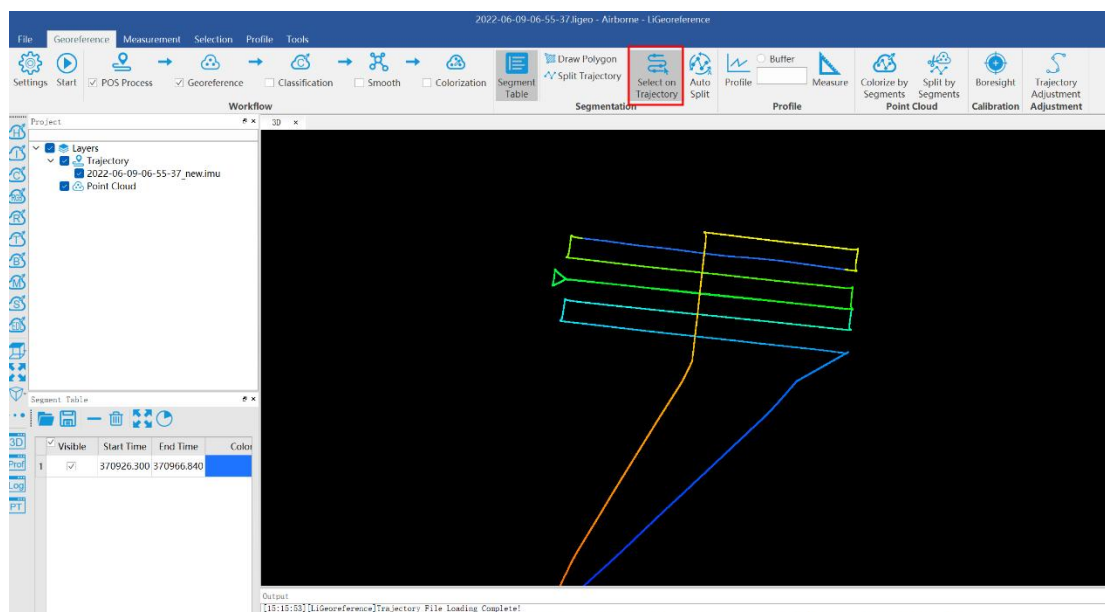 2022-06-09-06-55-37.ligeo - Airborne - LiGeoreference
File Georeference Measurement Selection Profile Tools
Settings Start POS Process Georeference Classification Smooth Colorization
Workflow
Segment Table
Draw Polygon
Split Trajectory
Select on Trajectory
Auto Split
Segmentation
Profile
Buffer
Measure
Profile
Colorize by Segments
Split by Segments
Point Cloud
Boresight
Calibration
Trajectory Adjustment
Adjustment
Project
Layers
Trajectory
2022-06-09-06-55-37_new.imu
Point Cloud
3D ×
Segment Table
Visible Start Time End Time Color
1 370926.300 370966.840
3D
Prof
Log
PT
Output
[15:15:53][LiGeoreference]Trajectory File Loading Complete!